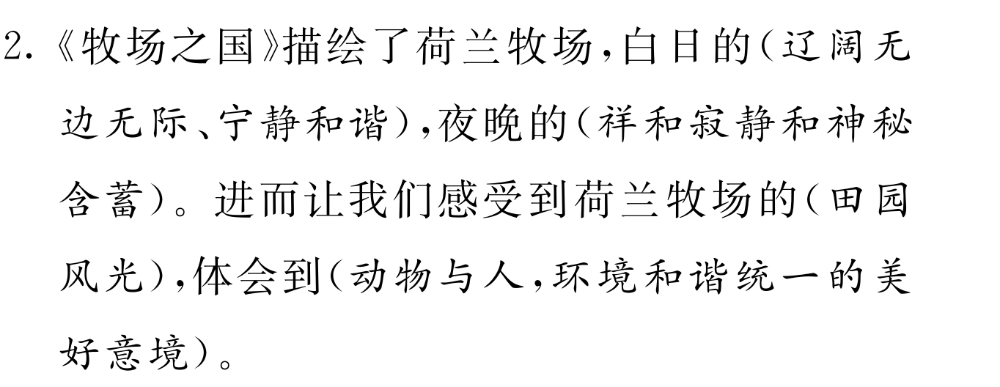 2.《牧场之国》描绘了荷兰牧场,白日的(辽阔无
边无际、宁静和谐),夜晚的(祥和寂静和神秘
含蓄)。进而让我们感受到荷兰牧场的(田园
风光),体会到(动物与人,环境和谐统一的美
好意境)。